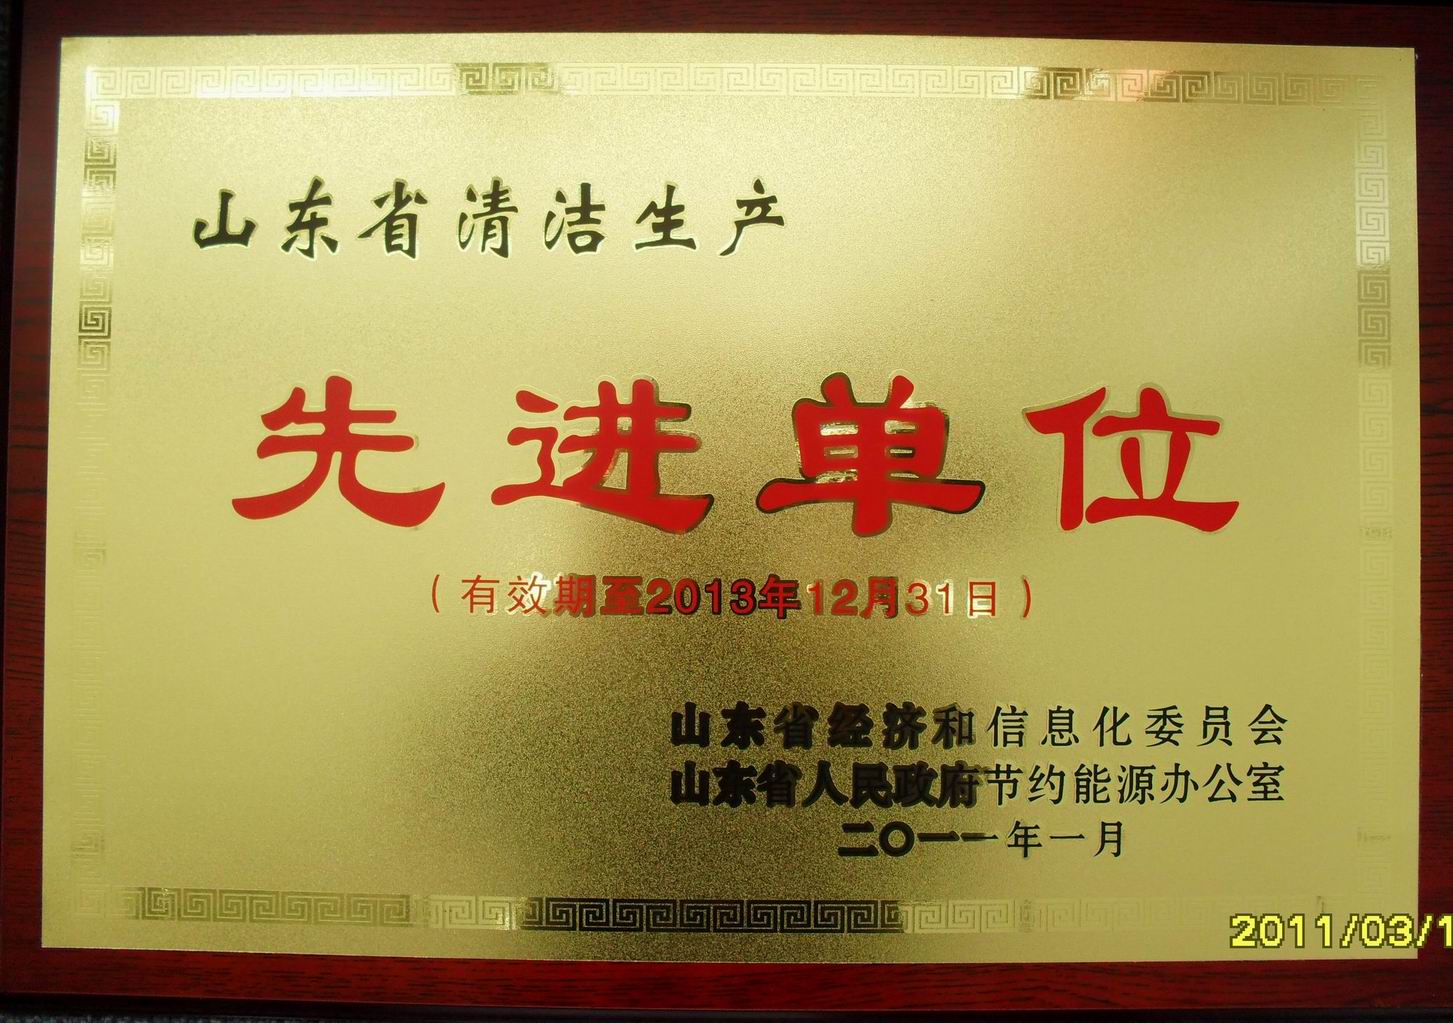 山东省清洁生产
先进单位
（有效期至2013年12月31日）
山东省经济和信息化委员会
山东省人民政府节约能源办公室
二〇一一年一月
2011/03/1